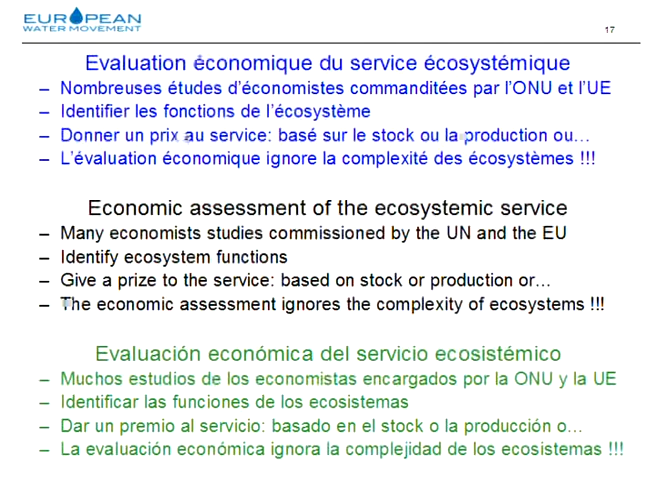 EUROPEAN
WATER MOVEMENT
17
Evaluation économique du service écosystémique
– Nombreuses études d'économistes commanditées par l'ONU et l'UE
– Identifier les fonctions de l'écosystème
– Donner un prix au service: basé sur le stock ou la production ou...
– L'évaluation économique ignore la complexité des écosystèmes !!!
Economic assessment of the ecosystemic service
– Many economists studies commissioned by the UN and the EU
– Identify ecosystem functions
– Give a prize to the service: based on stock or production or...
– The economic assessment ignores the complexity of ecosystems !!!
Evaluación económica del servicio ecosistémico
– Muchos estudios de los economistas encargados por la ONU y la UE
– Identificar las funciones de los ecosistemas
– Dar un premio al servicio: basado en el stock o la producción o...
– La evaluación económica ignora la complejidad de los ecosistemas !!!